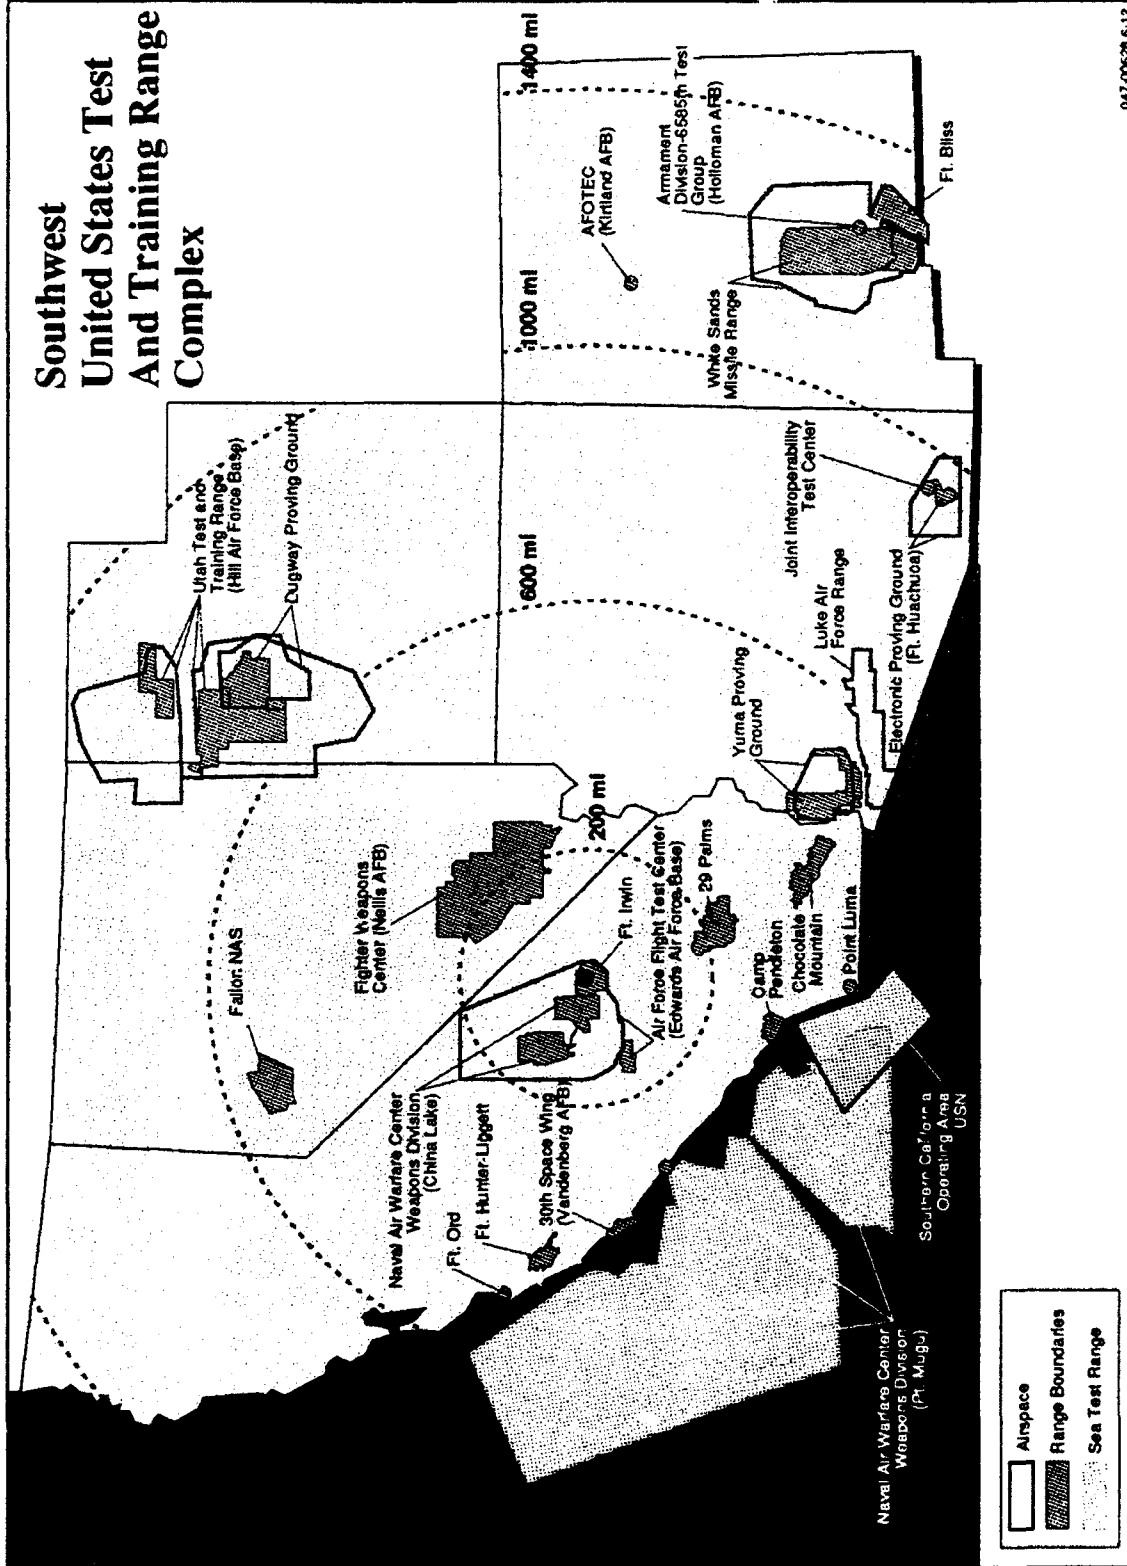 Southwest
United States Test
And Training Range
Complex
Utah Test and
Training Range
(Hill Air Force Base)
Dugway Proving Ground
Fallon NAS
Fighter Weapons
Center (Nellis AFB)
Naval Air Warfare Center
Weapons Division
(China Lake)
Ft. Ord
Ft. Hunter-Liggett
30th Space Wing
(Vandenberg AFB)
Ft. Irwin
Air Force Flight Test Center
(Edwards Air Force Base)
29 Palms
200 ml
600 ml
1000 ml
1400 ml
AFOTEC
(Kirtland AFB)
Armament
Division-6585th Test
Group
(Holloman AFB)
White Sands
Missile Range
Ft. Bliss
Joint Interoperability
Test Center
Luke Air
Force Range
Electronic Proving Ground
(Ft. Huachuca)
Yuma Proving
Ground
Camp
Pendleton
Chocolate
Mountain
Point Luma
Southern California
Operating Area
USN
Naval Air Warfare Center
Weapons Division
(Pt. Mugu)
Airspace
Range Boundaries
Sea Test Range